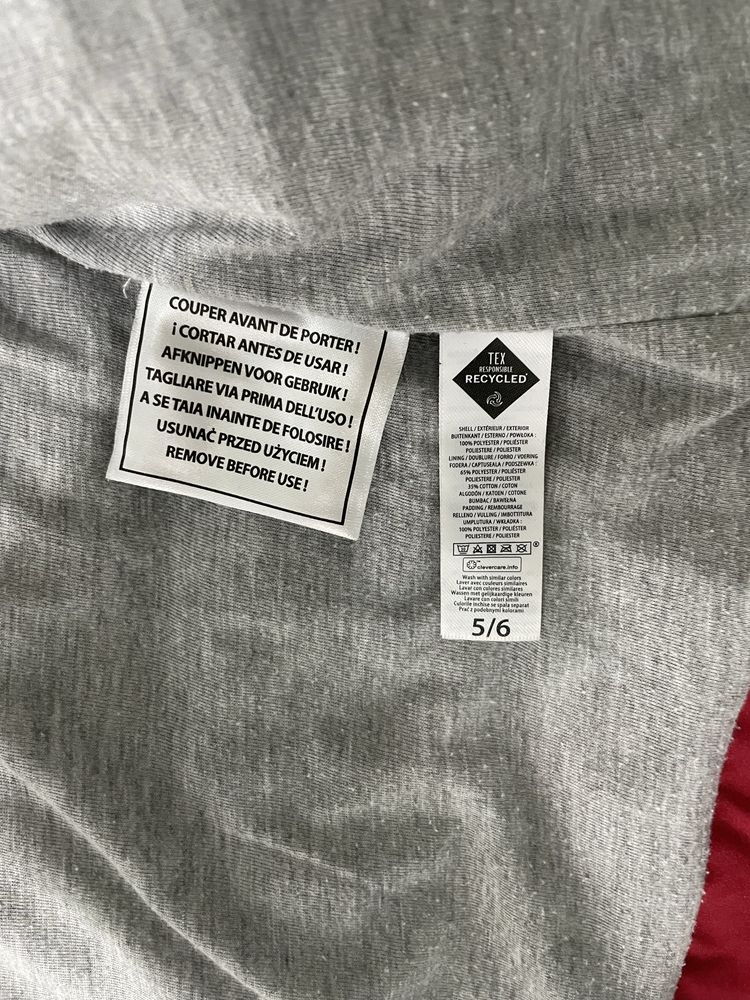 COUPER AVANT DE PORTER !
¡ CORTAR ANTES DE USAR !
AFKNIPPEN VOOR GEBRUIK !
TAGLIARE VIA PRIMA DELL'USO !
A SE TAIA INAINTE DE FOLOSIRE !
USUNAĆ PRZED UŻYCIEM !
REMOVE BEFORE USE !
TEX
RESPONSIBLE
RECYCLED
SHELL / EXTÉRIEUR / EXTERIOR
BUITENKANT / ESTERNO / POWŁOKA :
100% POLYESTER / POLIÉSTER
POLIESTERE / POLIESTER
LINING / DOUBLURE / FORRO / VOERING
FODERA / CAPTUSEALA / PODSZEWKA :
65% POLYESTER / POLIÉSTER
POLIESTERE / POLIESTER
35% COTTON / COTON
ALGODÓN / KATOEN / COTONE
BUMBAC / BAWEŁNA
PADDING / REMBOURRAGE
RELLENO / VULLING / IMBOTTITURA
UMPLUTURA / WKŁADKA :
100% POLYESTER / POLIÉSTER
POLIESTERE / POLIESTER
clevercare.info
Wash with similar colors
Laver avec couleurs similaires
Lavar con colores similares
Wassen met gelijkaardige kleuren
Lavare con colori simili
Culorile inchise se spala separat
Prać z podobnymi kolorami
5/6